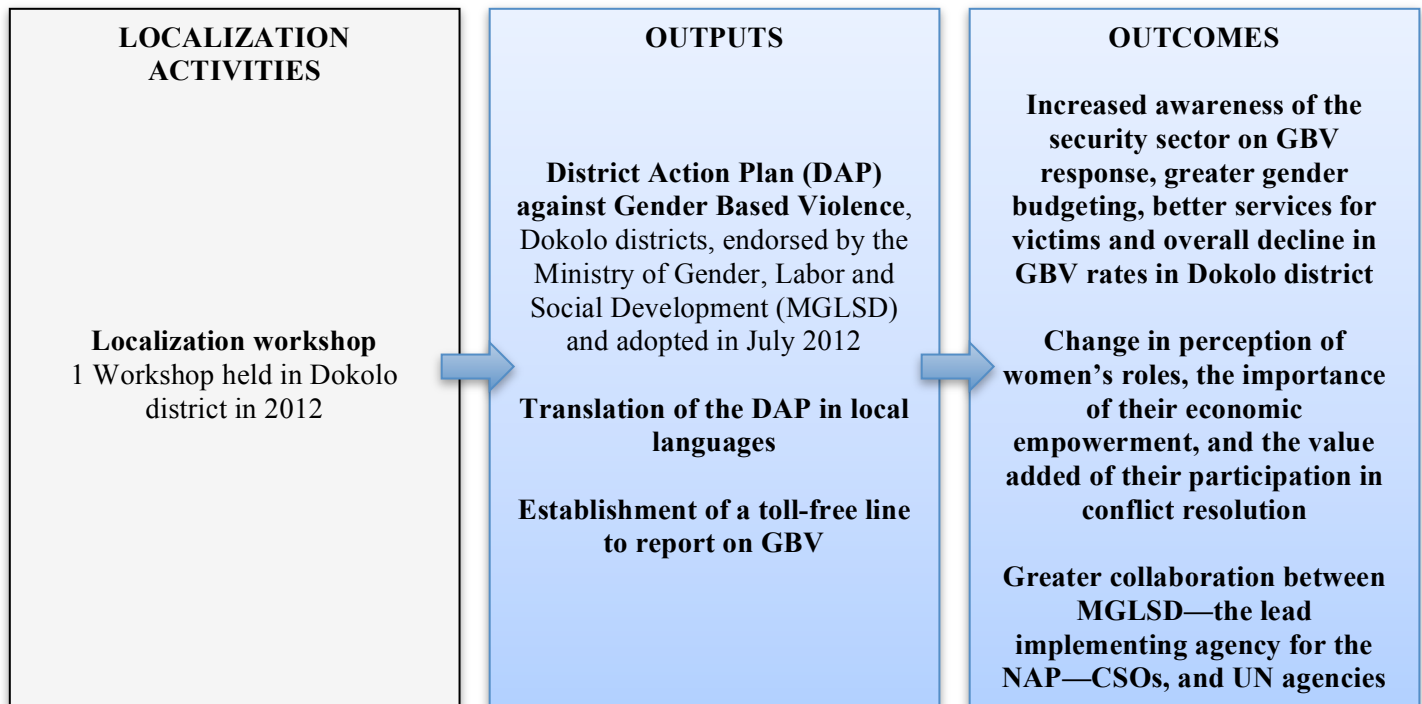 LOCALIZATION
ACTIVITIES
Localization workshop
1 Workshop held in Dokolo
district in 2012
OUTPUTS
District Action Plan (DAP)
against Gender Based Violence,
Dokolo districts, endorsed by the
Ministry of Gender, Labor and
Social Development (MGLSD)
and adopted in July 2012
Translation of the DAP in local
languages
Establishment of a toll-free line
to report on GBV
OUTCOMES
Increased awareness of the
security sector on GBV
response, greater gender
budgeting, better services for
victims and overall decline in
GBV rates in Dokolo district
Change in perception of
women’s roles, the importance
of their economic
empowerment, and the value
added of their participation in
conflict resolution
Greater collaboration between
MGLSD—the lead
implementing agency for the
NAP—CSOs, and UN agencies